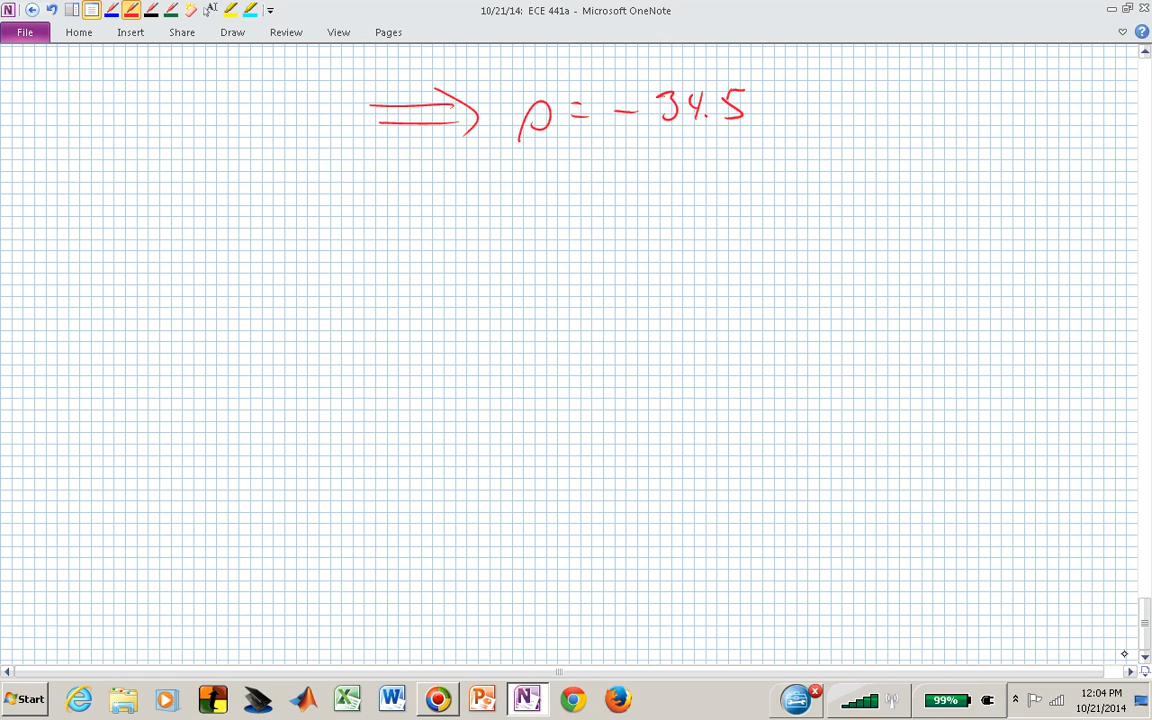 10/21/14: ECE 441a - Microsoft OneNote
File Home Insert Share Draw Review View Pages
⇒ ρ = - 34.5
Start
99%
12:04 PM
10/21/2014